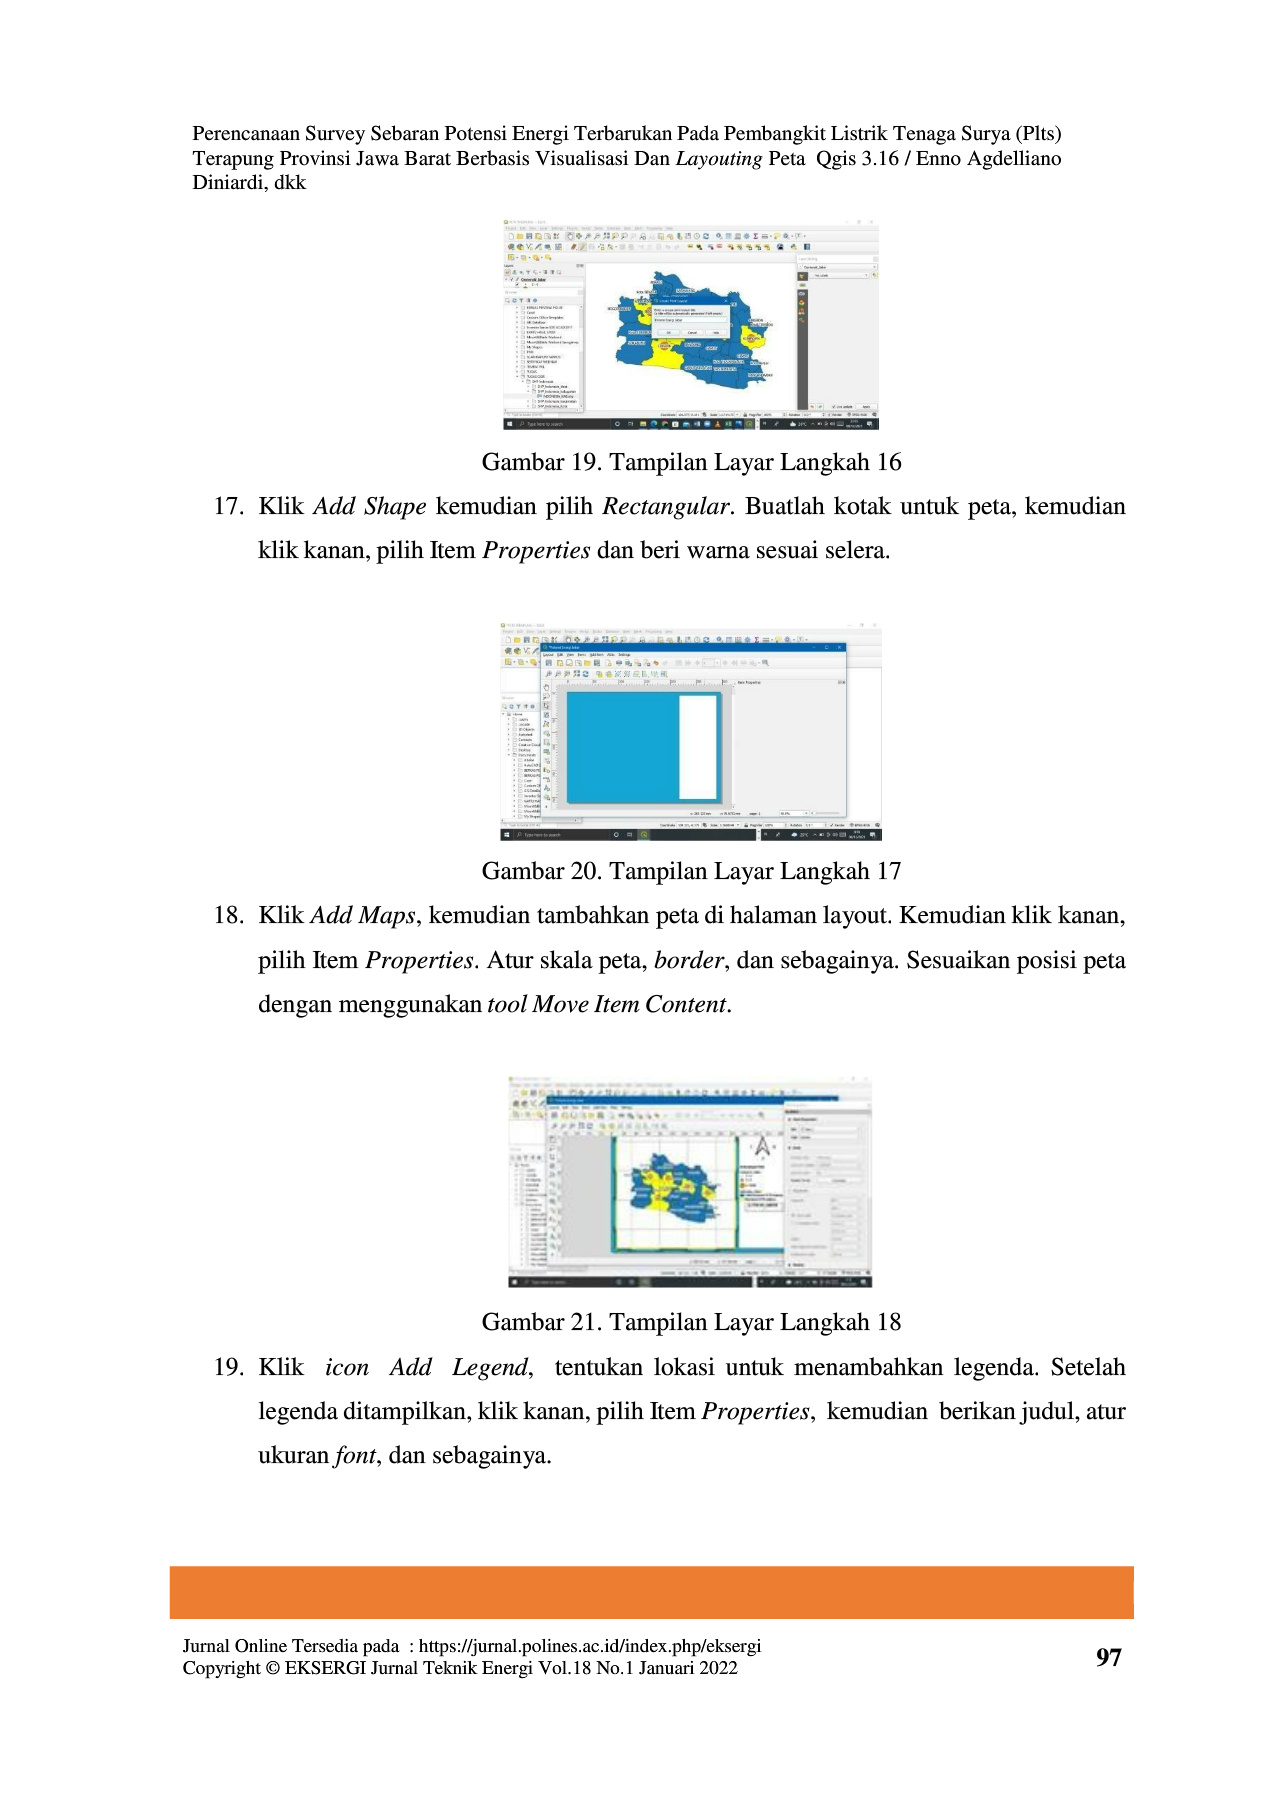 Perencanaan Survey Sebaran Potensi Energi Terbarukan Pada Pembangkit Listrik Tenaga Surya (Plts)
Terapung Provinsi Jawa Barat Berbasis Visualisasi Dan Layouting Peta Qgis 3.16 / Enno Agdelliano
Diniardi, dkk
Gambar 19. Tampilan Layar Langkah 16
17. Klik Add Shape kemudian pilih Rectangular. Buatlah kotak untuk peta, kemudian
klik kanan, pilih Item Properties dan beri warna sesuai selera.
Gambar 20. Tampilan Layar Langkah 17
18. Klik Add Maps, kemudian tambahkan peta di halaman layout. Kemudian klik kanan,
pilih Item Properties. Atur skala peta, border, dan sebagainya. Sesuaikan posisi peta
dengan menggunakan tool Move Item Content.
Gambar 21. Tampilan Layar Langkah 18
19. Klik icon Add Legend, tentukan lokasi untuk menambahkan legenda. Setelah
legenda ditampilkan, klik kanan, pilih Item Properties, kemudian berikan judul, atur
ukuran font, dan sebagainya.
Jurnal Online Tersedia pada : https://jurnal.polines.ac.id/index.php/eksergi
Copyright © EKSERGI Jurnal Teknik Energi Vol.18 No.1 Januari 2022
97